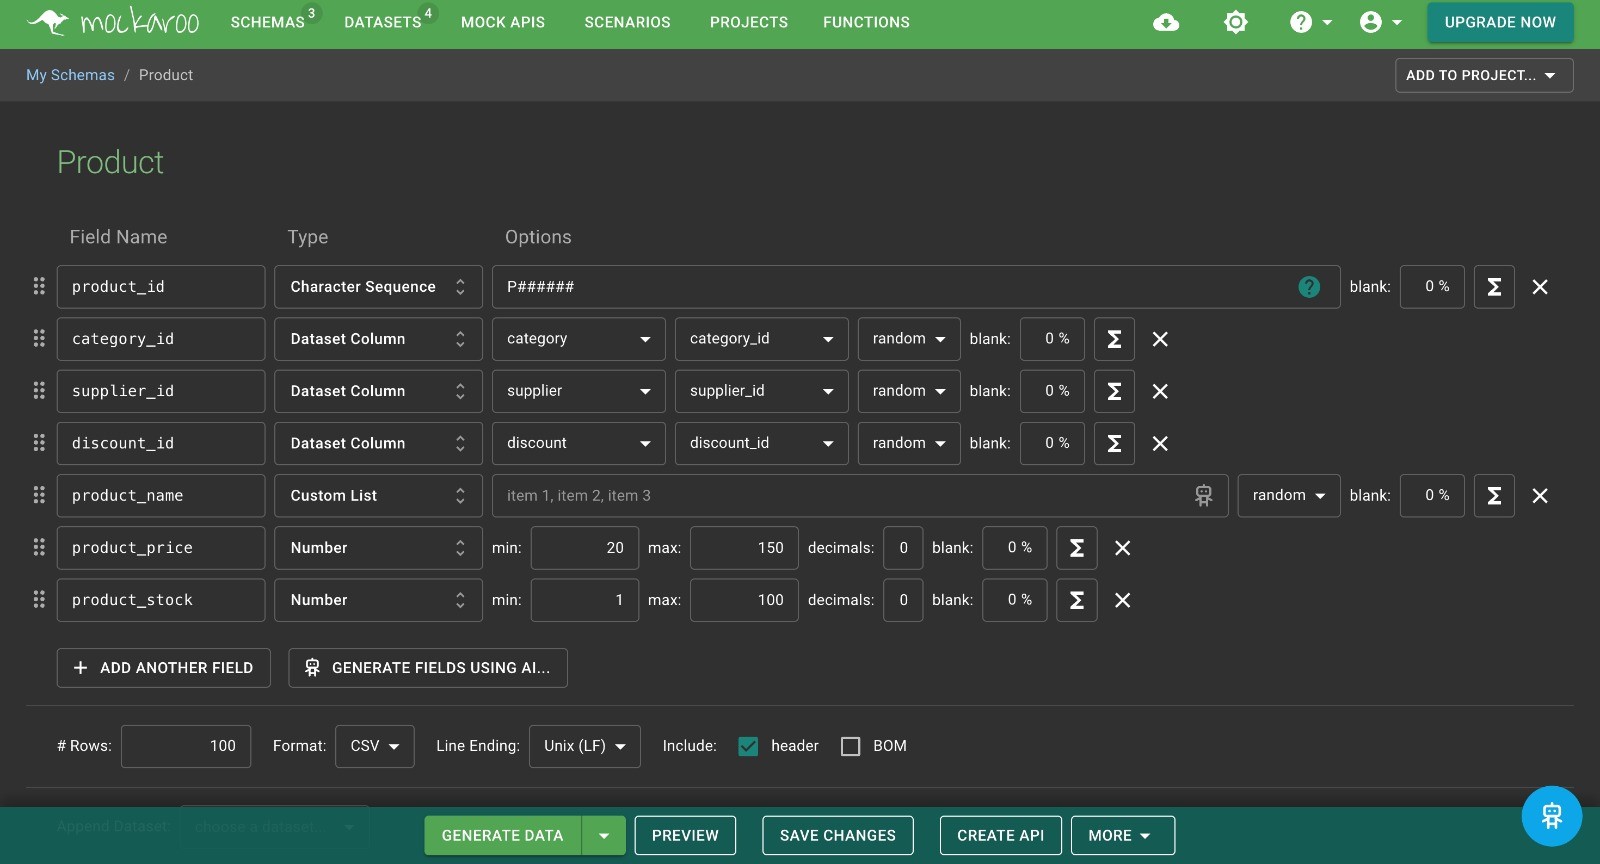 mockaroo SCHEMAS 3 DATASETS 4 MOCK APIS SCENARIOS PROJECTS FUNCTIONS ? UPGRADE NOW
My Schemas / Product ADD TO PROJECT...
Product
Field Name Type Options
product_id Character Sequence P###### ? blank: 0 % Σ
category_id Dataset Column category category_id random blank: 0 % Σ
supplier_id Dataset Column supplier supplier_id random blank: 0 % Σ
discount_id Dataset Column discount discount_id random blank: 0 % Σ
product_name Custom List item 1, item 2, item 3 random blank: 0 % Σ
product_price Number min: 20 max: 150 decimals: 0 blank: 0 % Σ
product_stock Number min: 1 max: 100 decimals: 0 blank: 0 % Σ
+ ADD ANOTHER FIELD GENERATE FIELDS USING AI...
# Rows: 100 Format: CSV Line Ending: Unix (LF) Include: header BOM
Append Dataset: choose a dataset...
GENERATE DATA PREVIEW SAVE CHANGES CREATE API MORE